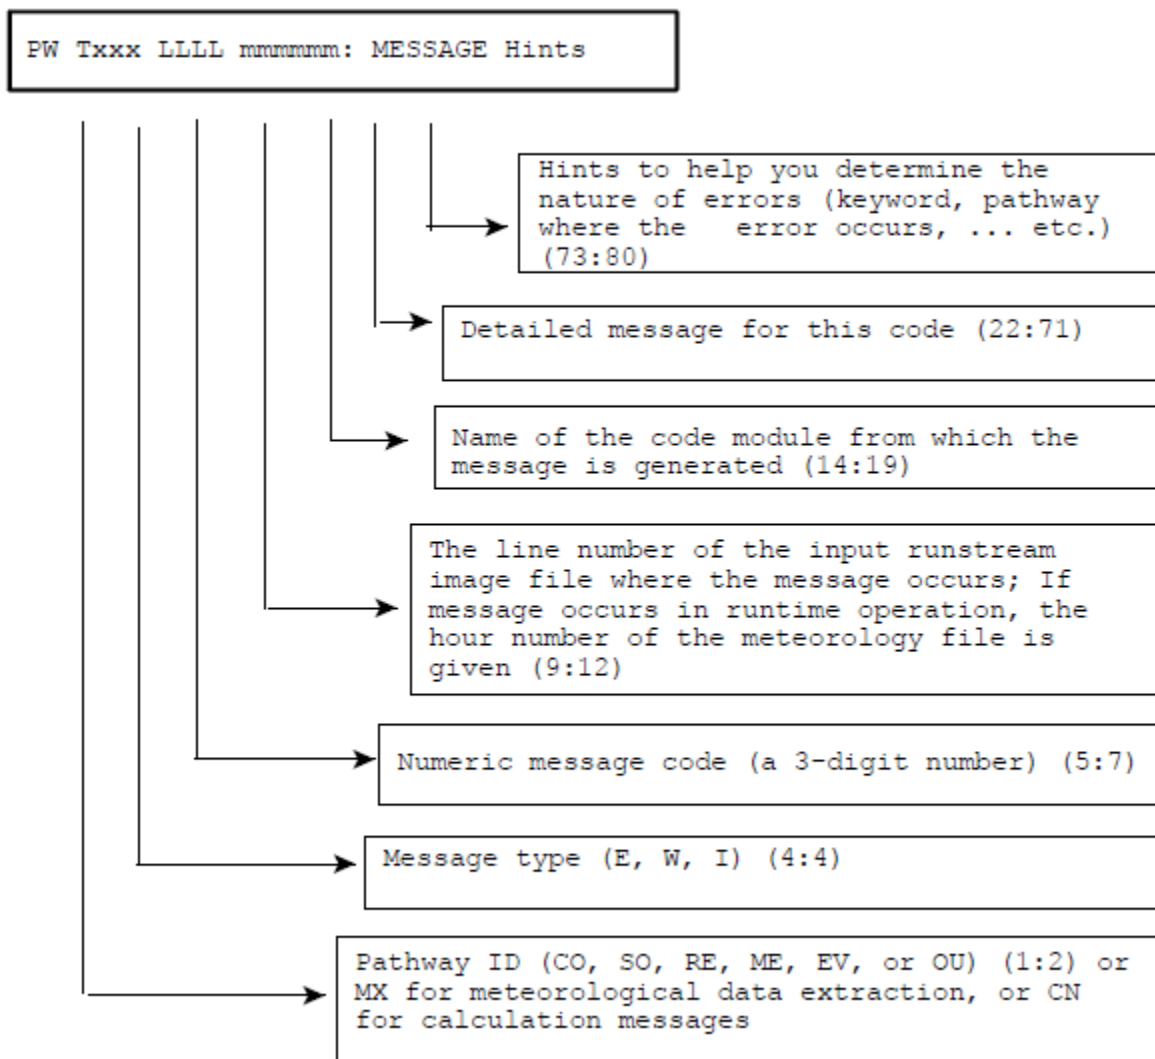 PW Txxx LLLL mmmmmm: MESSAGE Hints
Hints to help you determine the
nature of errors (keyword, pathway
where the error occurs, ... etc.)
(73:80)
Detailed message for this code (22:71)
Name of the code module from which the
message is generated (14:19)
The line number of the input runstream
image file where the message occurs; If
message occurs in runtime operation, the
hour number of the meteorology file is
given (9:12)
Numeric message code (a 3-digit number) (5:7)
Message type (E, W, I) (4:4)
Pathway ID (CO, SO, RE, ME, EV, or OU) (1:2) or
MX for meteorological data extraction, or CN
for calculation messages